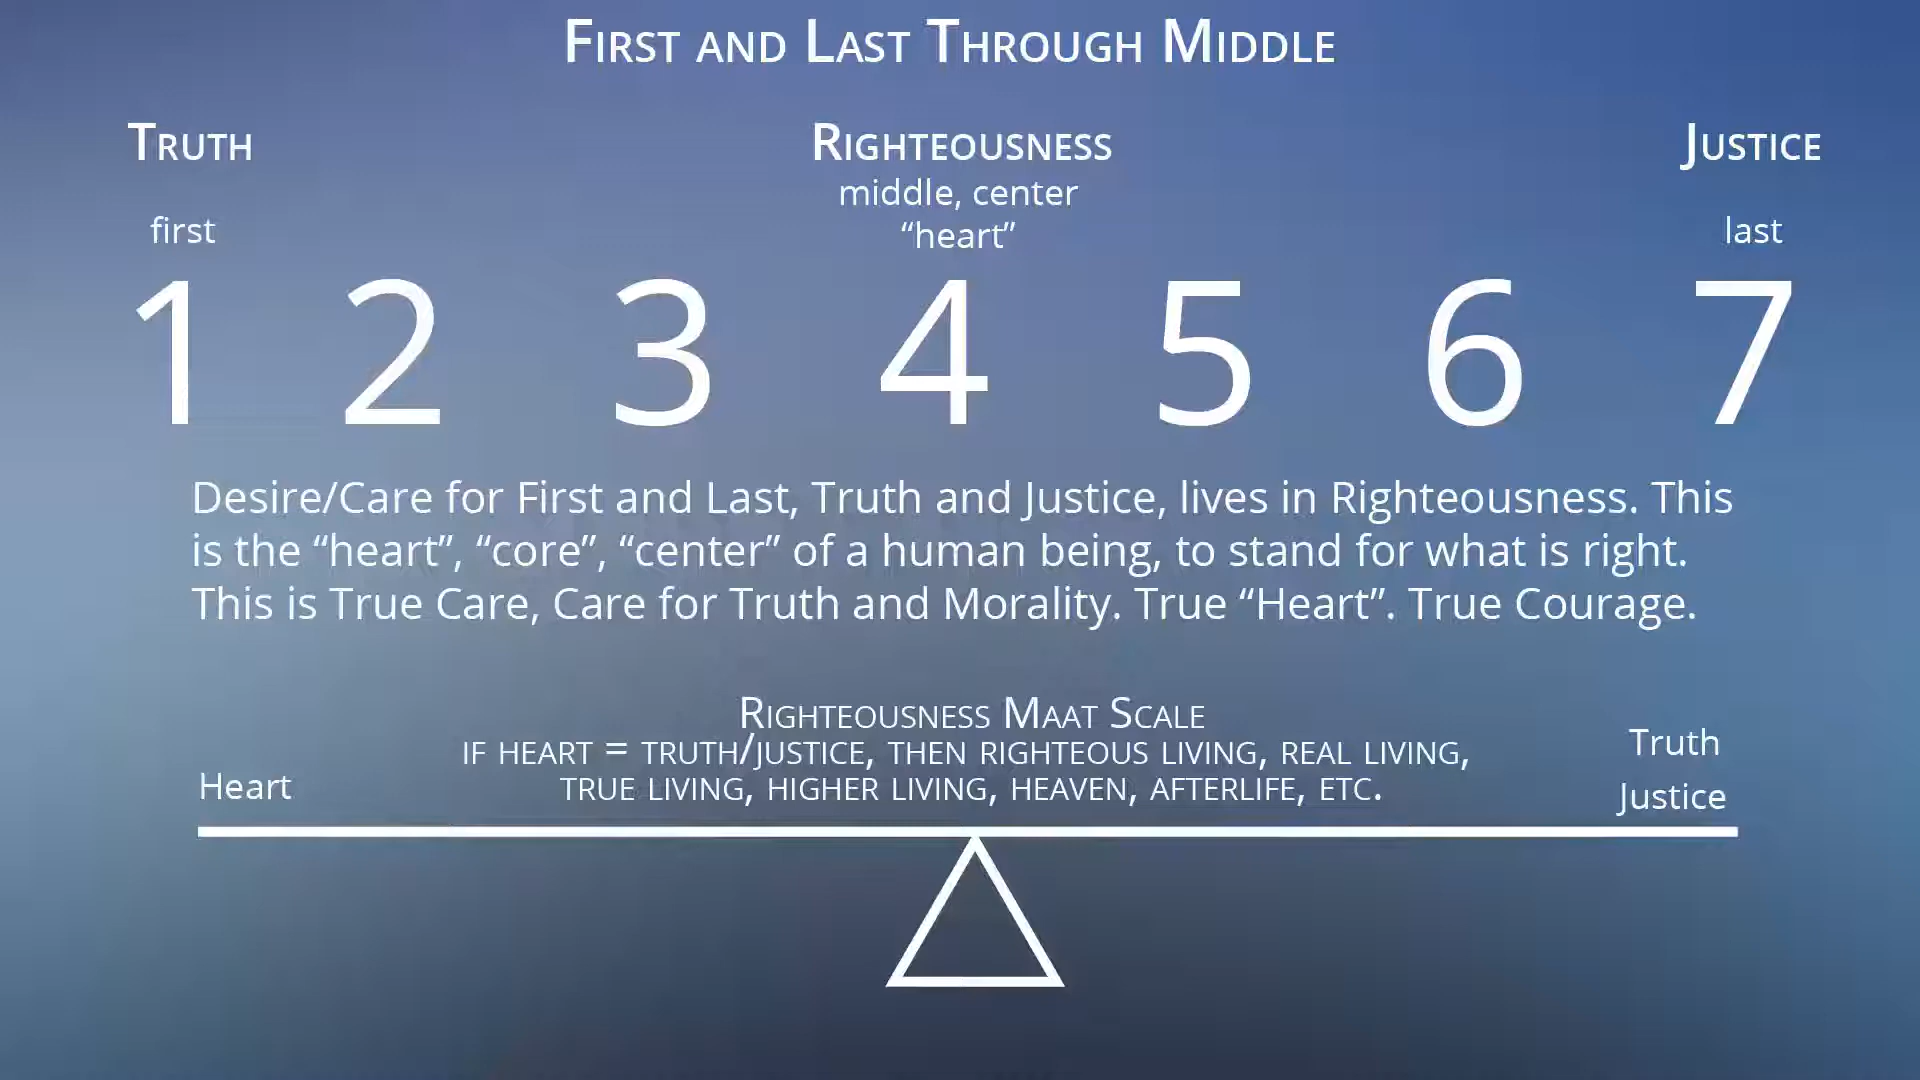 First and Last Through Middle
Truth Righteousness Justice
middle, center
first “heart” last
1 2 3 4 5 6 7
Desire/Care for First and Last, Truth and Justice, lives in Righteousness. This
is the “heart”, “core”, “center” of a human being, to stand for what is right.
This is True Care, Care for Truth and Morality. True “Heart”. True Courage.
Righteousness Maat Scale
if heart = truth/justice, then righteous living, real living,
true living, higher living, heaven, afterlife, etc.
Heart
Truth
Justice